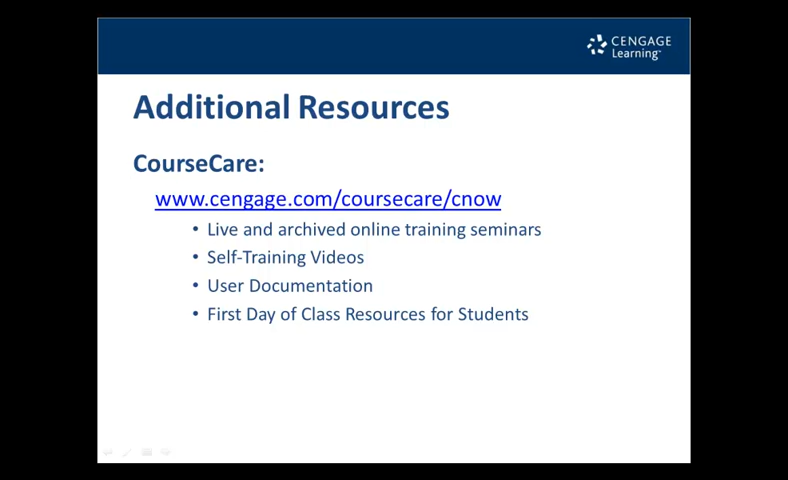 CENGAGE
Learning™
Additional Resources
CourseCare:
www.cengage.com/coursecare/cnow
• Live and archived online training seminars
• Self-Training Videos
• User Documentation
• First Day of Class Resources for Students